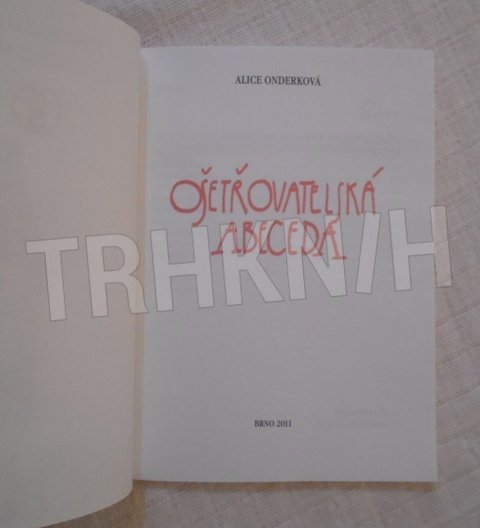 ALICE ONDERKOVÁ
OŠETŘOVATELSKÁ
ABECEDA
TRHKNIH
BRNO 2011